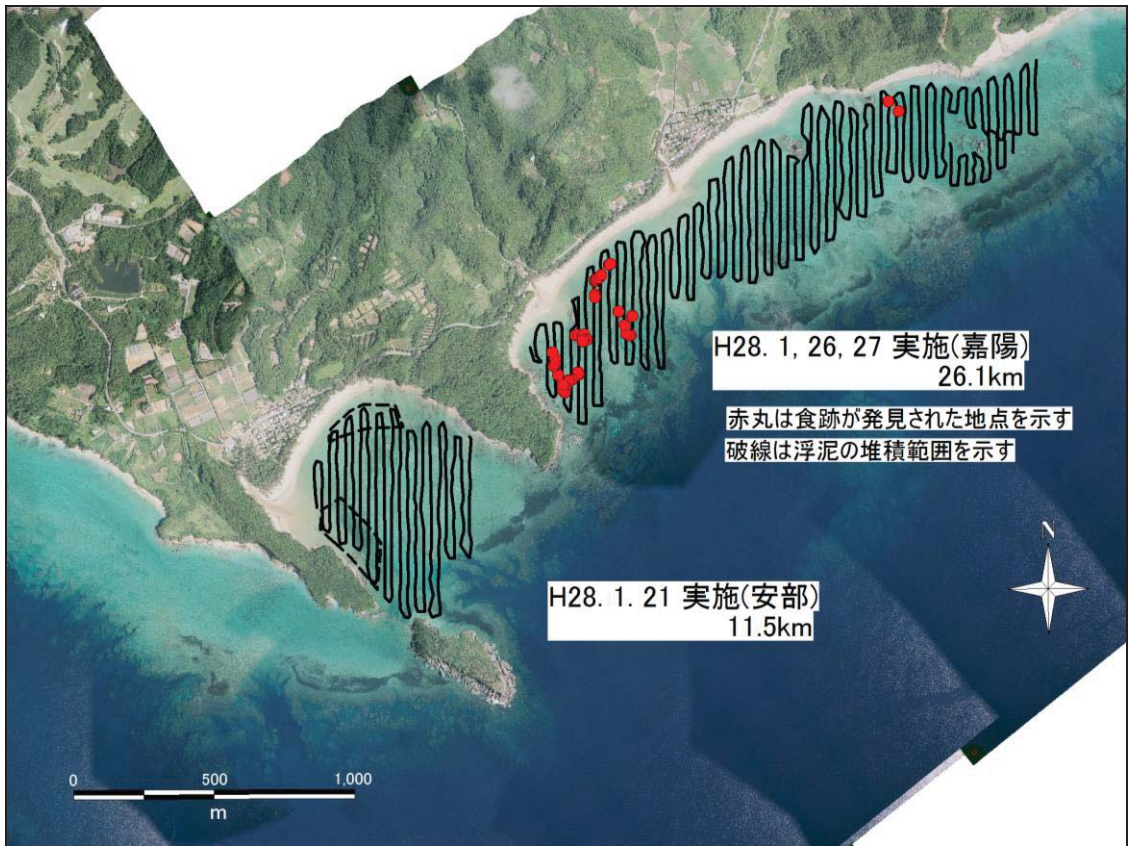 H28. 1, 26, 27 実施(嘉陽)
26.1km
赤丸は食跡が発見された地点を示す
破線は浮泥の堆積範囲を示す
N
H28. 1. 21 実施(安部)
11.5km
0 500 1,000
m